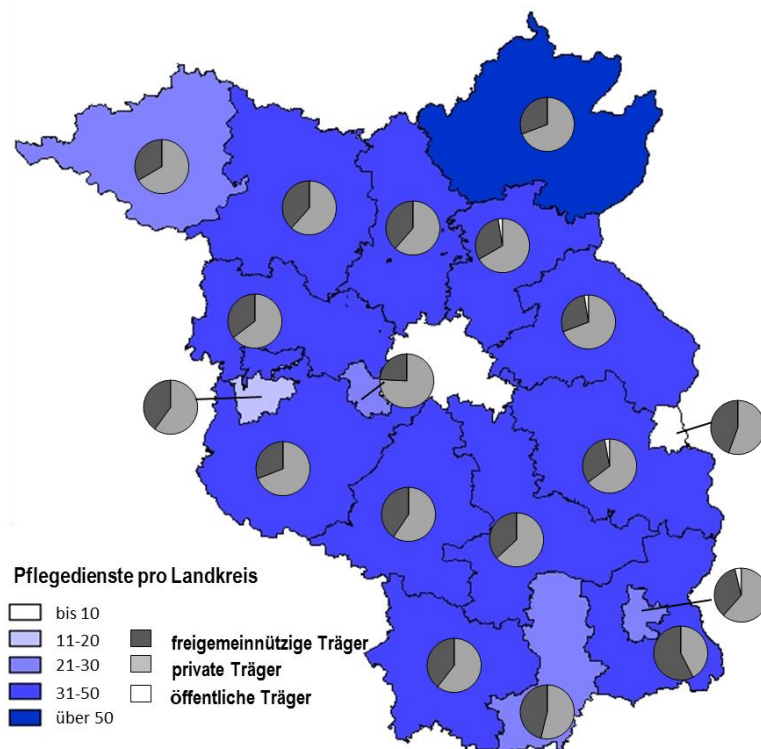 Pflegedienste pro Landkreis
bis 10
11-20
21-30
31-50
über 50
freigemeinnützige Träger
private Träger
öffentliche Träger